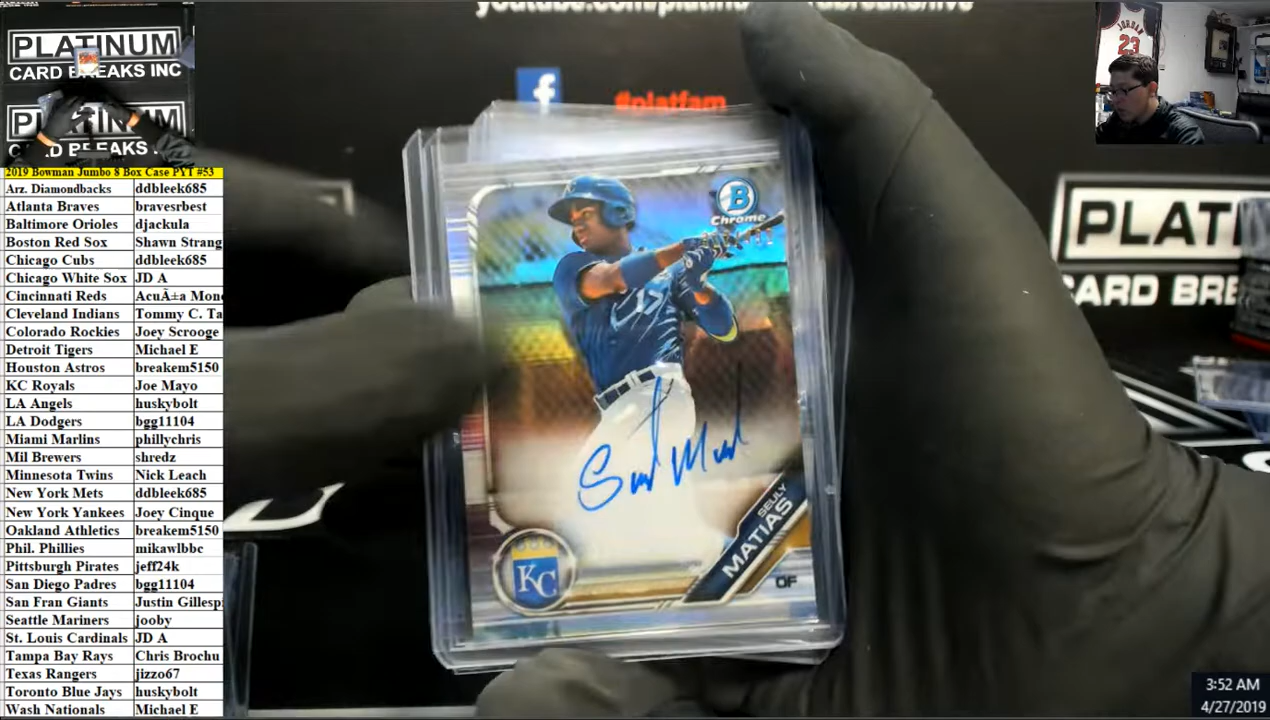 youtube.com/platin
abreakslive
PLATINUM
CARD BREAKS INC
PLATINUM
#platfam
JORDAN
23
2019 Bowman Jumbo 8 Box Case PYT #53
Arz. Diamondbacks ddbleek685
Atlanta Braves bravesrbest
Baltimore Orioles djackula
Boston Red Sox Shawn Strang
Chicago Cubs ddbleek685
Chicago White Sox JD A
Cincinnati Reds AcuÃ±a Mon
Cleveland Indians Tommy C. Ta
Colorado Rockies Joey Scrooge
Detroit Tigers Michael E
Houston Astros breakem5150
KC Royals Joe Mayo
LA Angels huskybolt
LA Dodgers bgg11104
Miami Marlins phillychris
Mil Brewers shredz
Minnesota Twins Nick Leach
New York Mets ddbleek685
New York Yankees Joey Cinque
Oakland Athletics breakem5150
Phil. Phillies mikawlbbc
Pittsburgh Pirates jeff24k
San Diego Padres bgg11104
San Fran Giants Justin Gillesp
Seattle Mariners jooby
St. Louis Cardinals JD A
Tampa Bay Rays Chris Brochu
Texas Rangers jizzo67
Toronto Blue Jays huskybolt
Wash Nationals Michael E
B
Chrome
SEULY
MATIAS
OF
KC
PLAT
CARD BRE
3:52 AM
4/27/2019